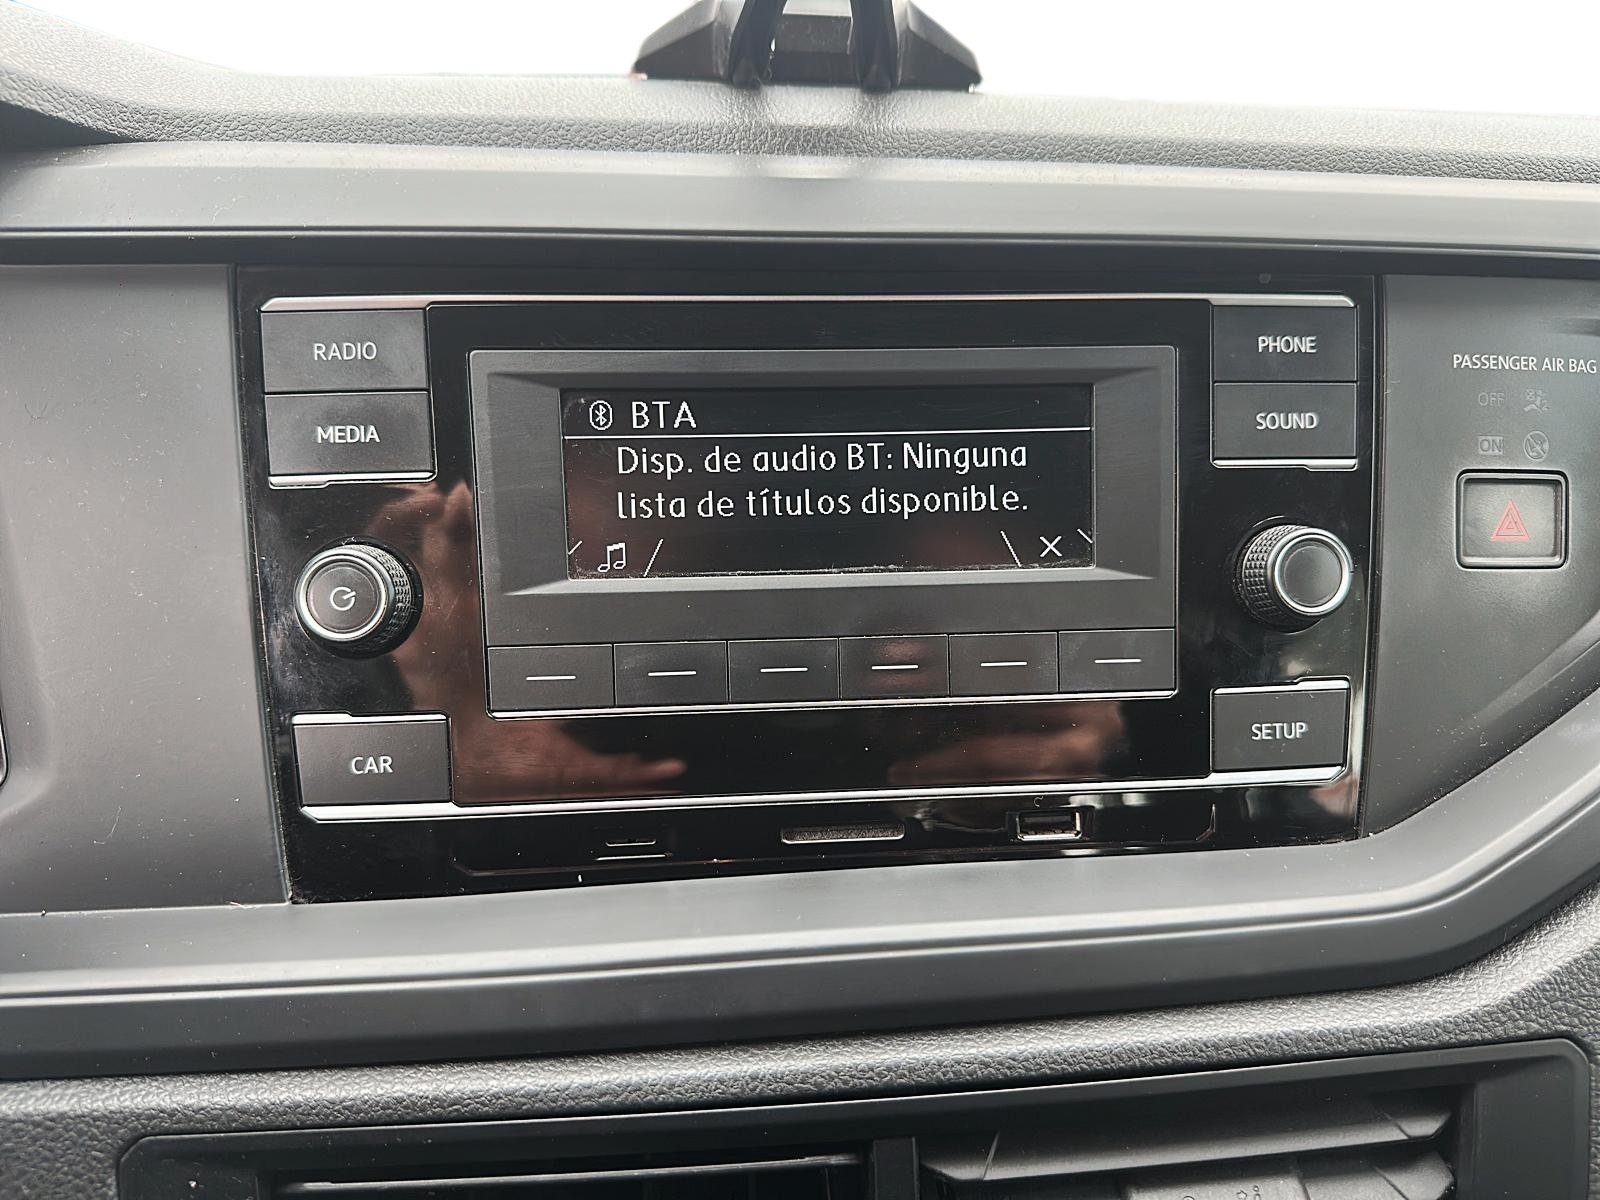 RADIO
PHONE
PASSENGER AIR BAG
MEDIA
SOUND
OFF
ON
BTA
Disp. de audio BT: Ninguna
lista de títulos disponible.
CAR
SETUP